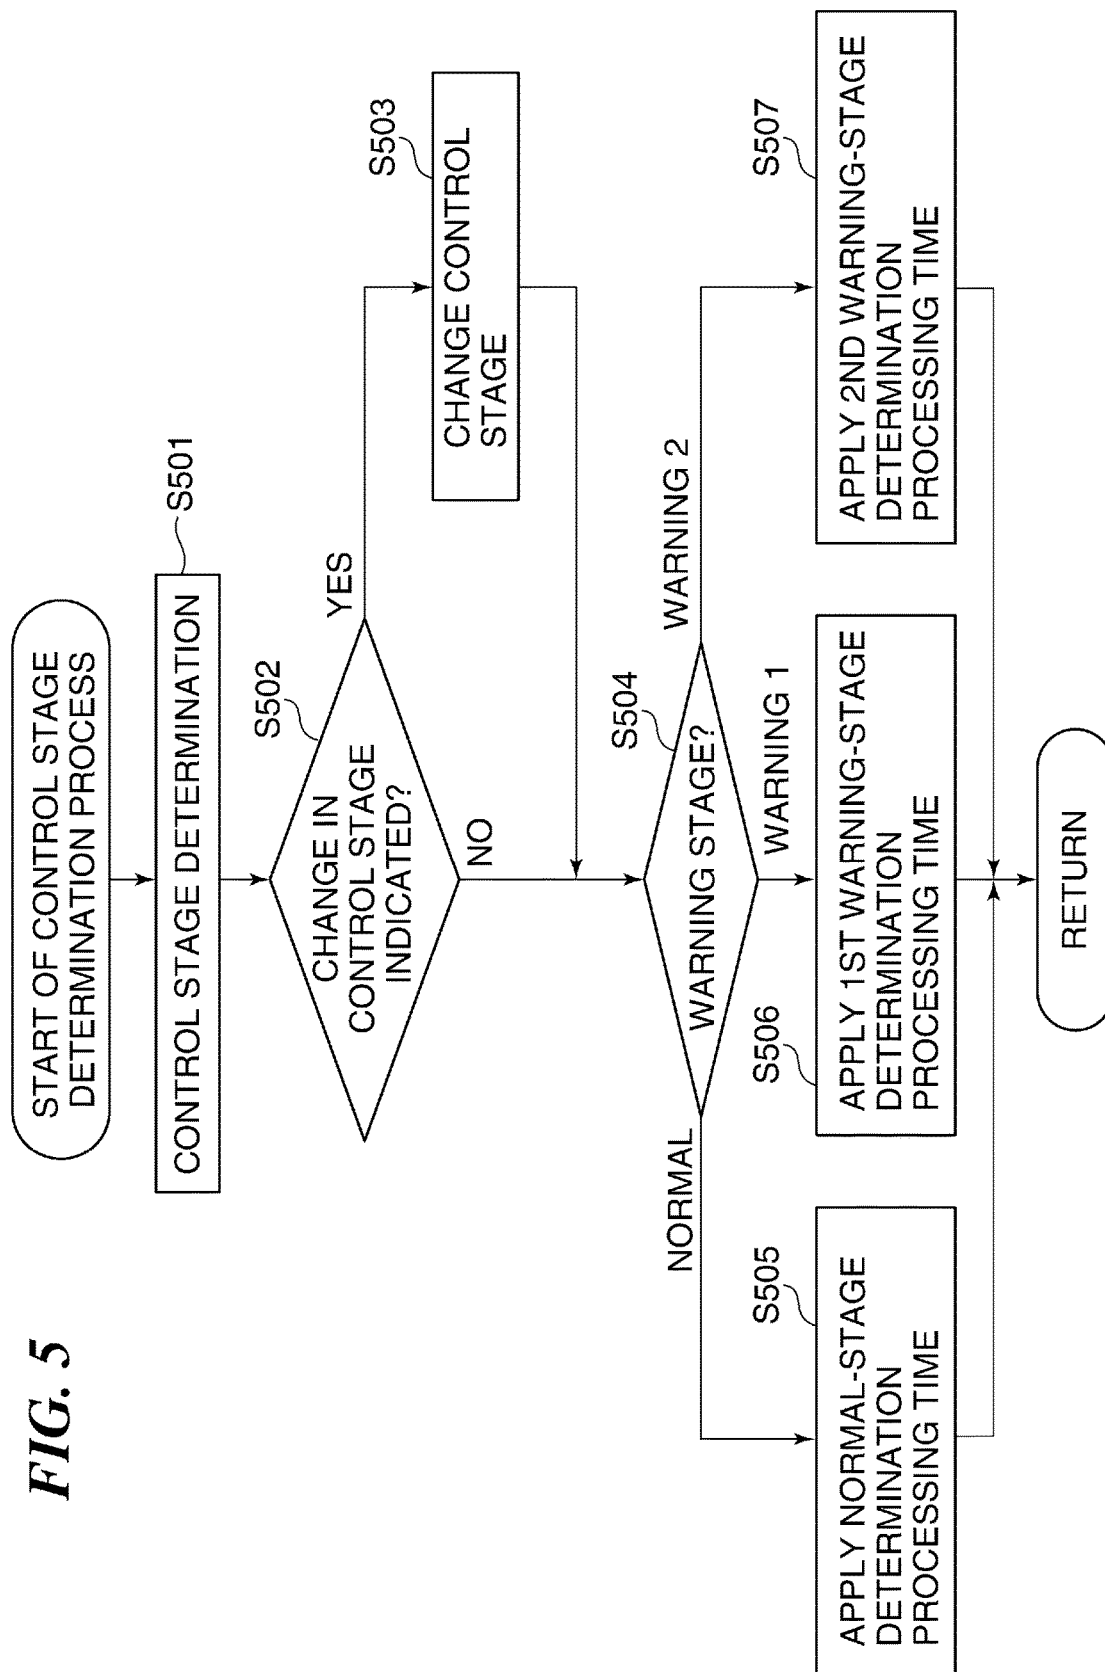 FIG. 5
START OF CONTROL STAGE
DETERMINATION PROCESS
S501
CONTROL STAGE DETERMINATION
S502
CHANGE IN
CONTROL STAGE
INDICATED?
YES
NO
S503
CHANGE CONTROL
STAGE
S504
WARNING STAGE?
NORMAL
WARNING 1
WARNING 2
S505
APPLY NORMAL-STAGE
DETERMINATION
PROCESSING TIME
S506
APPLY 1ST WARNING-STAGE
DETERMINATION
PROCESSING TIME
S507
APPLY 2ND WARNING-STAGE
DETERMINATION
PROCESSING TIME
RETURN